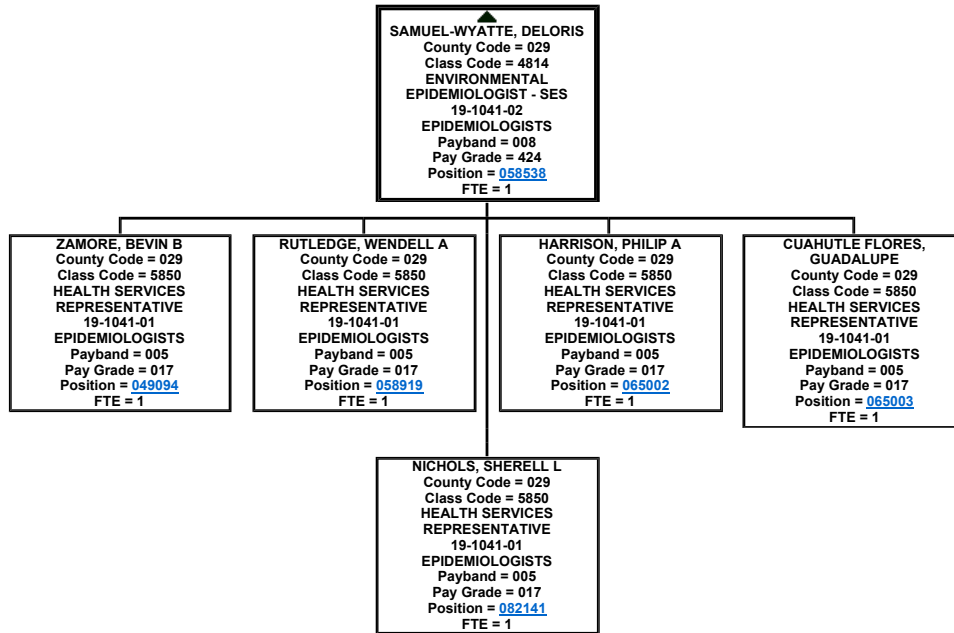 SAMUEL-WYATTE, DELORIS
County Code = 029
Class Code = 4814
ENVIRONMENTAL
EPIDEMIOLOGIST - SES
19-1041-02
EPIDEMIOLOGISTS
Payband = 008
Pay Grade = 424
Position = 058538
FTE = 1
ZAMORE, BEVIN B
County Code = 029
Class Code = 5850
HEALTH SERVICES
REPRESENTATIVE
19-1041-01
EPIDEMIOLOGISTS
Payband = 005
Pay Grade = 017
Position = 049094
FTE = 1
RUTLEDGE, WENDELL A
County Code = 029
Class Code = 5850
HEALTH SERVICES
REPRESENTATIVE
19-1041-01
EPIDEMIOLOGISTS
Payband = 005
Pay Grade = 017
Position = 058919
FTE = 1
HARRISON, PHILIP A
County Code = 029
Class Code = 5850
HEALTH SERVICES
REPRESENTATIVE
19-1041-01
EPIDEMIOLOGISTS
Payband = 005
Pay Grade = 017
Position = 065002
FTE = 1
CUAHUTLE FLORES,
GUADALUPE
County Code = 029
Class Code = 5850
HEALTH SERVICES
REPRESENTATIVE
19-1041-01
EPIDEMIOLOGISTS
Payband = 005
Pay Grade = 017
Position = 065003
FTE = 1
NICHOLS, SHERELL L
County Code = 029
Class Code = 5850
HEALTH SERVICES
REPRESENTATIVE
19-1041-01
EPIDEMIOLOGISTS
Payband = 005
Pay Grade = 017
Position = 082141
FTE = 1